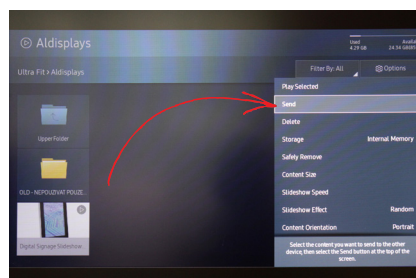 Aldisplays
Used
4.29 GB
Ultra Fit > Aldisplays
Filter By: All
Options
Play Selected
Send
Delete
Storage Internal Memory
Safely Remove
Content Size
Slideshow Speed
Slideshow Effect Random
Content Orientation Portrait
Upper Folder
OLD - NEPOUZIVAT POUZE...
Digital Signage Slideshow
Select the content you want to send to the other
device, then select the Send button at the top of the
screen.